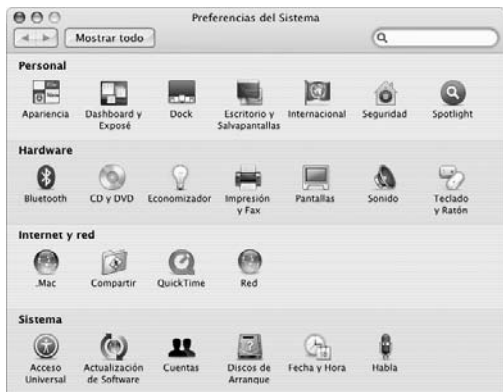 Preferencias del Sistema
Mostrar todo
Personal
Apariencia
Dashboard y
Exposé
Dock
Escritorio y
Salvapantallas
Internacional
Seguridad
Spotlight
Hardware
Bluetooth
CD y DVD
Economizador
Impresión
y Fax
Pantallas
Sonido
Teclado
y Ratón
Internet y red
.Mac
Compartir
QuickTime
Red
Sistema
Acceso
Universal
Actualización
de Software
Cuentas
Discos de
Arranque
Fecha y Hora
Habla